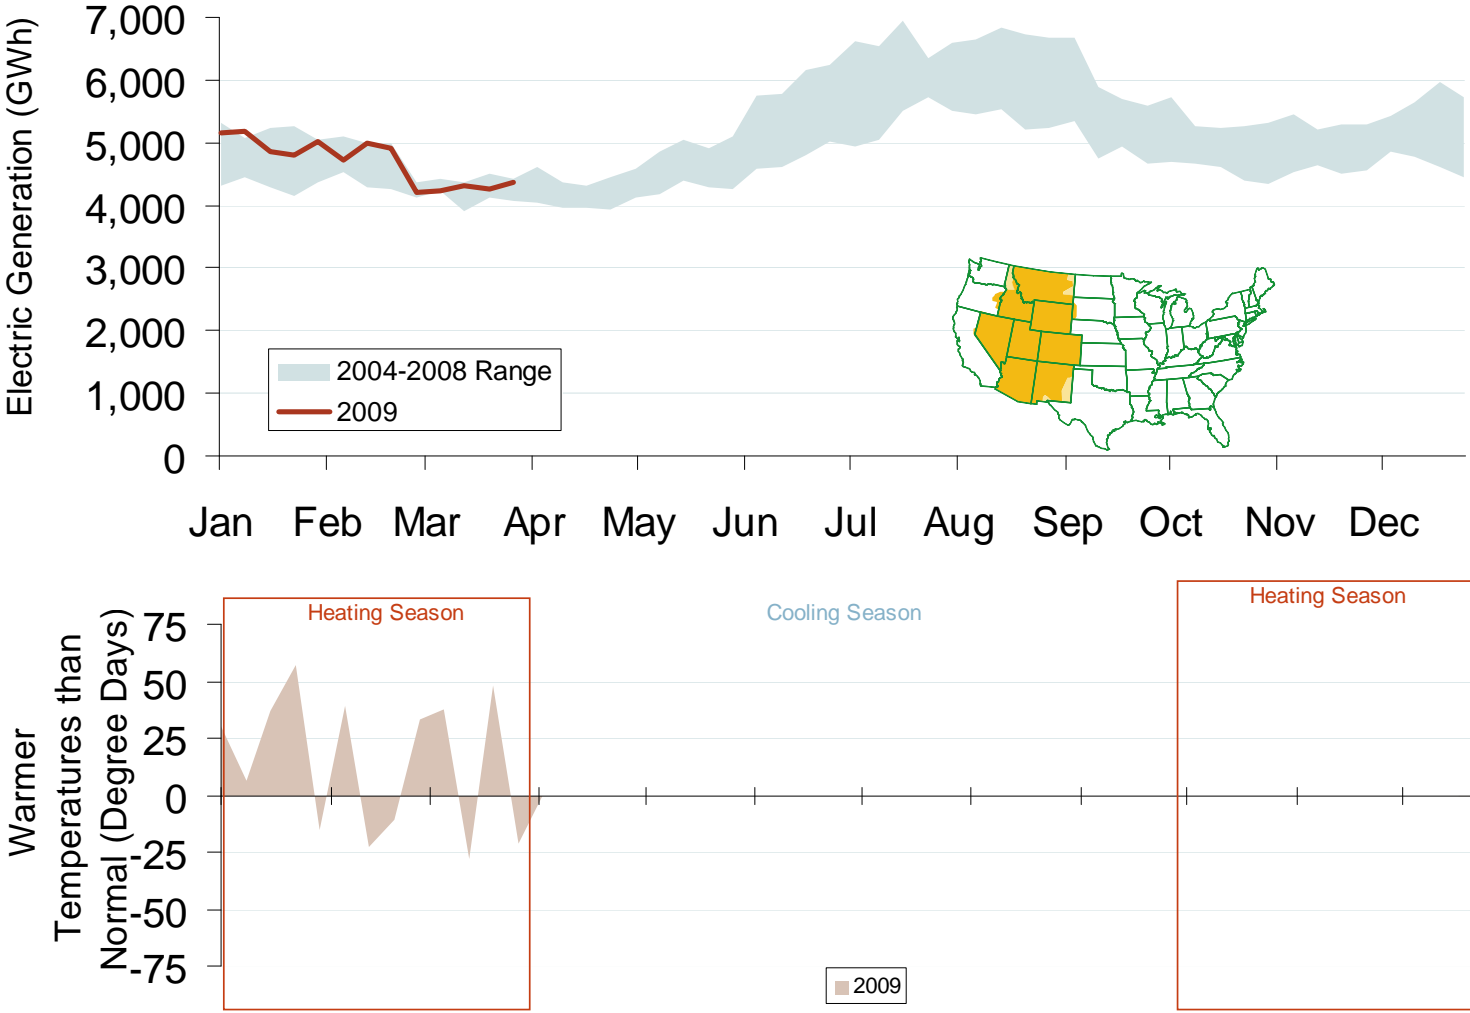 Electric Generation (GWh)
7,000
6,000
5,000
4,000
3,000
2,000
1,000
0
2004-2008 Range
2009
Jan Feb Mar Apr May Jun Jul Aug Sep Oct Nov Dec
Warmer
Temperatures than
Normal (Degree Days)
75
50
25
0
-25
-50
-75
Heating Season
Cooling Season
Heating Season
2009